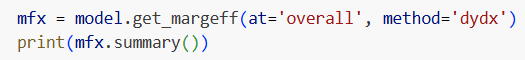 mfx = model.get_margeff(at='overall', method='dydx')
print(mfx.summary())